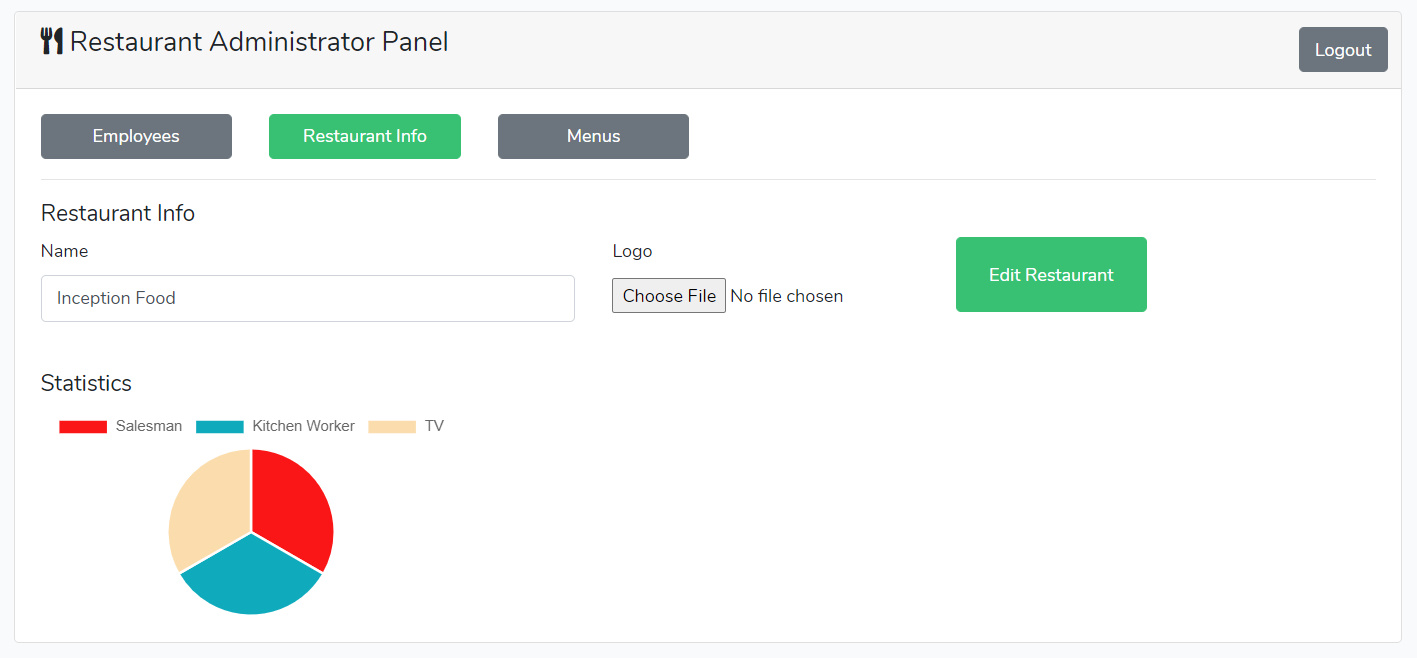 Restaurant Administrator Panel
Logout
Employees
Restaurant Info
Menus
Restaurant Info
Name
Logo
Edit Restaurant
Inception Food
Choose File No file chosen
Statistics
Salesman
Kitchen Worker
TV